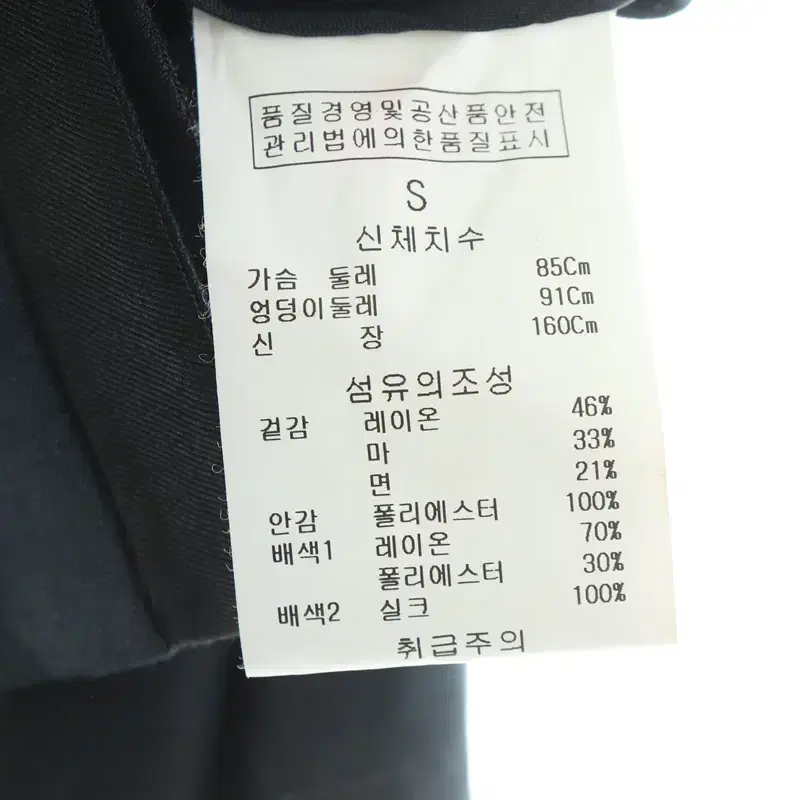 품질경영및공산품안전
관리법에의한품질표시
S
신체치수
가슴 둘레 85Cm
엉덩이둘레 91Cm
신 장 160Cm
섬유의조성
겉감 레이온 46%
마 33%
면 21%
안감 폴리에스터 100%
배색1 레이온 70%
폴리에스터 30%
배색2 실크 100%
취급주의